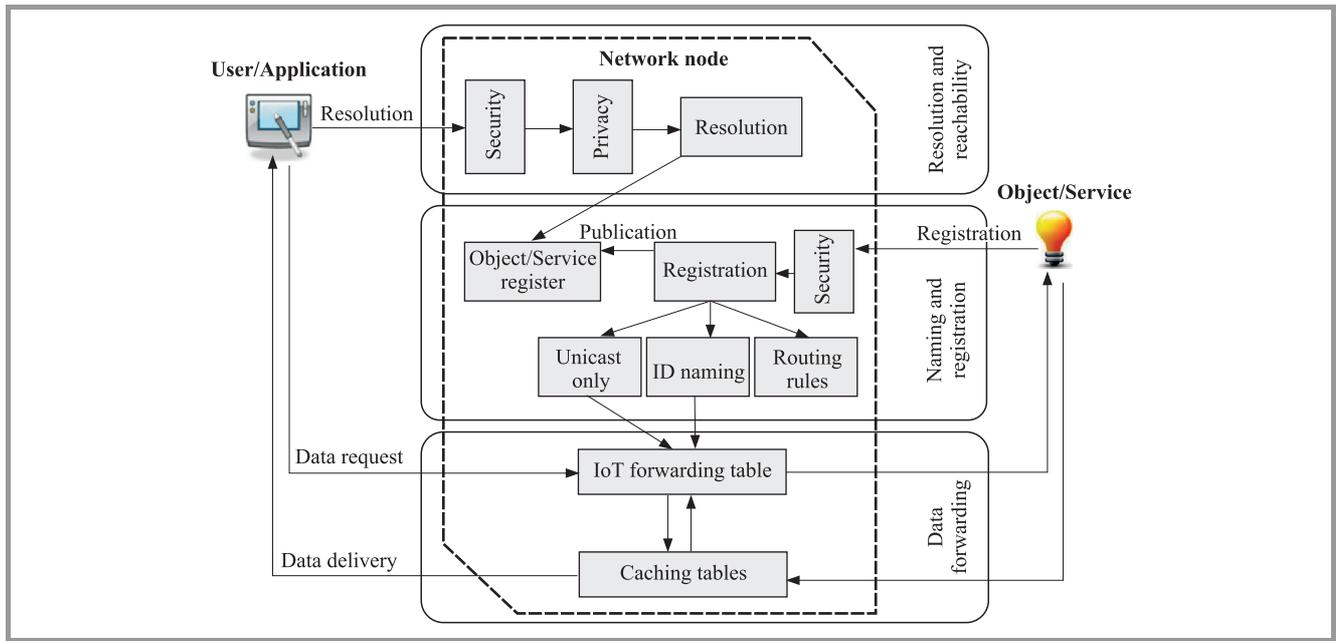 Network node
User/Application
Resolution
Security
Privacy
Resolution
Resolution and
reachability
Object/Service
Publication
Registration
Object/Service
register
Registration
Security
Naming and
registration
Unicast
only
ID naming
Routing
rules
Data request
IoT forwarding table
Data
forwarding
Data delivery
Caching tables